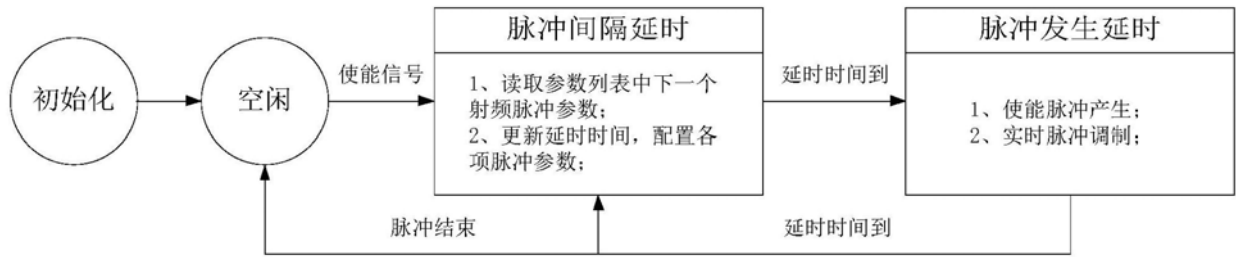 初始化
空闲
使能信号
脉冲间隔延时
1、读取参数列表中下一个
射频脉冲参数；
2、更新延时时间，配置各
项脉冲参数；
延时时间到
脉冲发生延时
1、使能脉冲产生；
2、实时脉冲调制；
脉冲结束
延时时间到